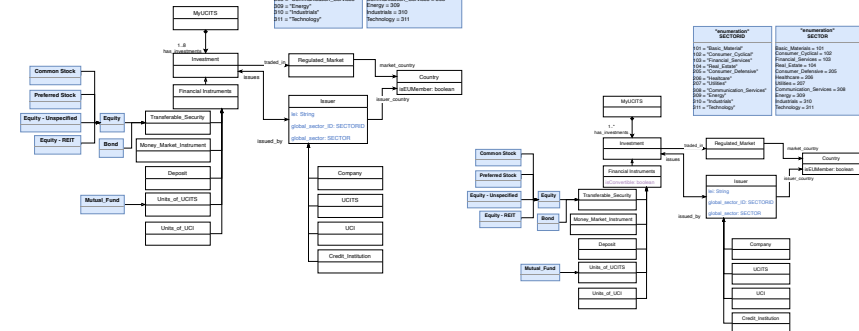 309 = "Energy"
310 = "Industrials"
311 = "Technology"
Energy = 309
Industrials = 310
Technology = 311
MyUCITS
1..8
has_investments
Investment
traded_in
Regulated_Market
market_country
Country
isEUMember: boolean
issuer_country
issues
Financial Instruments
Common Stock
Preferred Stock
Equity - Unspecified
Equity
Equity - REIT
Bond
Transferable_Security
Money_Market_Instrument
Deposit
Mutual_Fund
Units_of_UCITS
Units_of_UCI
issued_by
Issuer
lei: String
global_sector_ID: SECTORID
global_sector: SECTOR
Company
UCITS
UCI
Credit_Institution
"enumeration"
SECTORID
101 = "Basic_Material"
102 = "Consumer_Cyclical"
103 = "Financial_Services"
104 = "Real_Estate"
205 = "Consumer_Defensive"
206 = "Healtcare"
207 = "Utilities"
308 = "Communication_Services"
309 = "Energy"
310 = "Industrials"
311 = "Technology"
"enumeration"
SECTOR
Basic_Materials = 101
Consumer_Cyclical = 102
Financial_Services = 103
Real_Estate = 104
Consumer_Defensive = 205
Healthcare = 206
Utilities = 207
Communication_Services = 308
Energy = 309
Industrials = 310
Technology = 311
MyUCITS
1..*
has_investments
Investment
traded_in
Regulated_Market
market_country
Country
isEUMember: boolean
issuer_country
issues
Financial Instruments
isConvertible: boolean
Common Stock
Preferred Stock
Equity - Unspecified
Equity
Equity - REIT
Bond
Transferable_Security
Money_Market_Instrument
Deposit
Mutual_Fund
Units_of_UCITS
Units_of_UCI
issued_by
Issuer
lei: String
global_sector_ID: SECTORID
global_sector: SECTOR
Company
UCITS
UCI
Credit_Institution